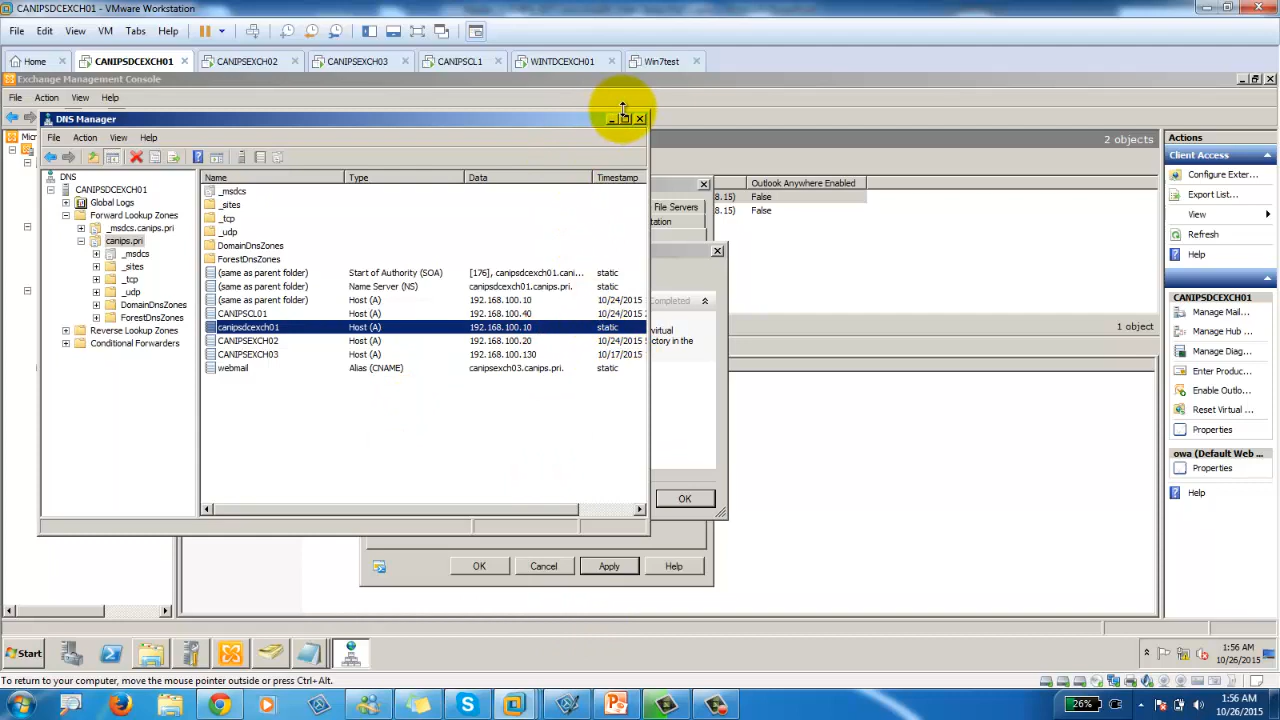 CANIPSDCEXCH01 - VMware Workstation
File Edit View VM Tabs Help
Home CANIPSDCEXCH01 CANIPSEXCH02 CANIPSEXCH03 CANIPSCL1 WINTDCEXCH01 Win7test
Exchange Management Console
File Action View Help
DNS Manager
File Action View Help
Micr
DNS
CANIPSDCEXCH01
Global Logs
Forward Lookup Zones
_msdcs.canips.pri
canips.pri
_msdcs
_sites
_tcp
_udp
DomainDnsZones
ForestDnsZones
Reverse Lookup Zones
Conditional Forwarders
Name Type Data Timestamp
_msdcs
_sites
_tcp
_udp
DomainDnsZones
ForestDnsZones
(same as parent folder) Start of Authority (SOA) [176], canipsdcexch01.cani... static
(same as parent folder) Name Server (NS) canipsdcexch01.canips.pri. static
(same as parent folder) Host (A) 192.168.100.10 10/24/2015
CANIPSCL01 Host (A) 192.168.100.40 10/24/2015
canipsdcexch01 Host (A) 192.168.100.10 static
CANIPSEXCH02 Host (A) 192.168.100.20 10/24/2015
CANIPSEXCH03 Host (A) 192.168.100.130 10/17/2015
webmail Alias (CNAME) canipsexch03.canips.pri. static
2 objects
Outlook Anywhere Enabled
8.15) False
8.15) False
File Servers
tation
Completed
virtual
ectory in the
OK
1 object
OK Cancel Apply Help
Actions
Client Access
Configure Exter...
Export List...
View
Refresh
Help
CANIPSDCEXCH01
Manage Mail...
Manage Hub ...
Manage Diag...
Enter Produc...
Enable Outlo...
Reset Virtual ...
Properties
owa (Default Web ...
Properties
Help
Start
1:56 AM
10/26/2015
To return to your computer, move the mouse pointer outside or press Ctrl+Alt.
26%
1:56 AM
10/26/2015